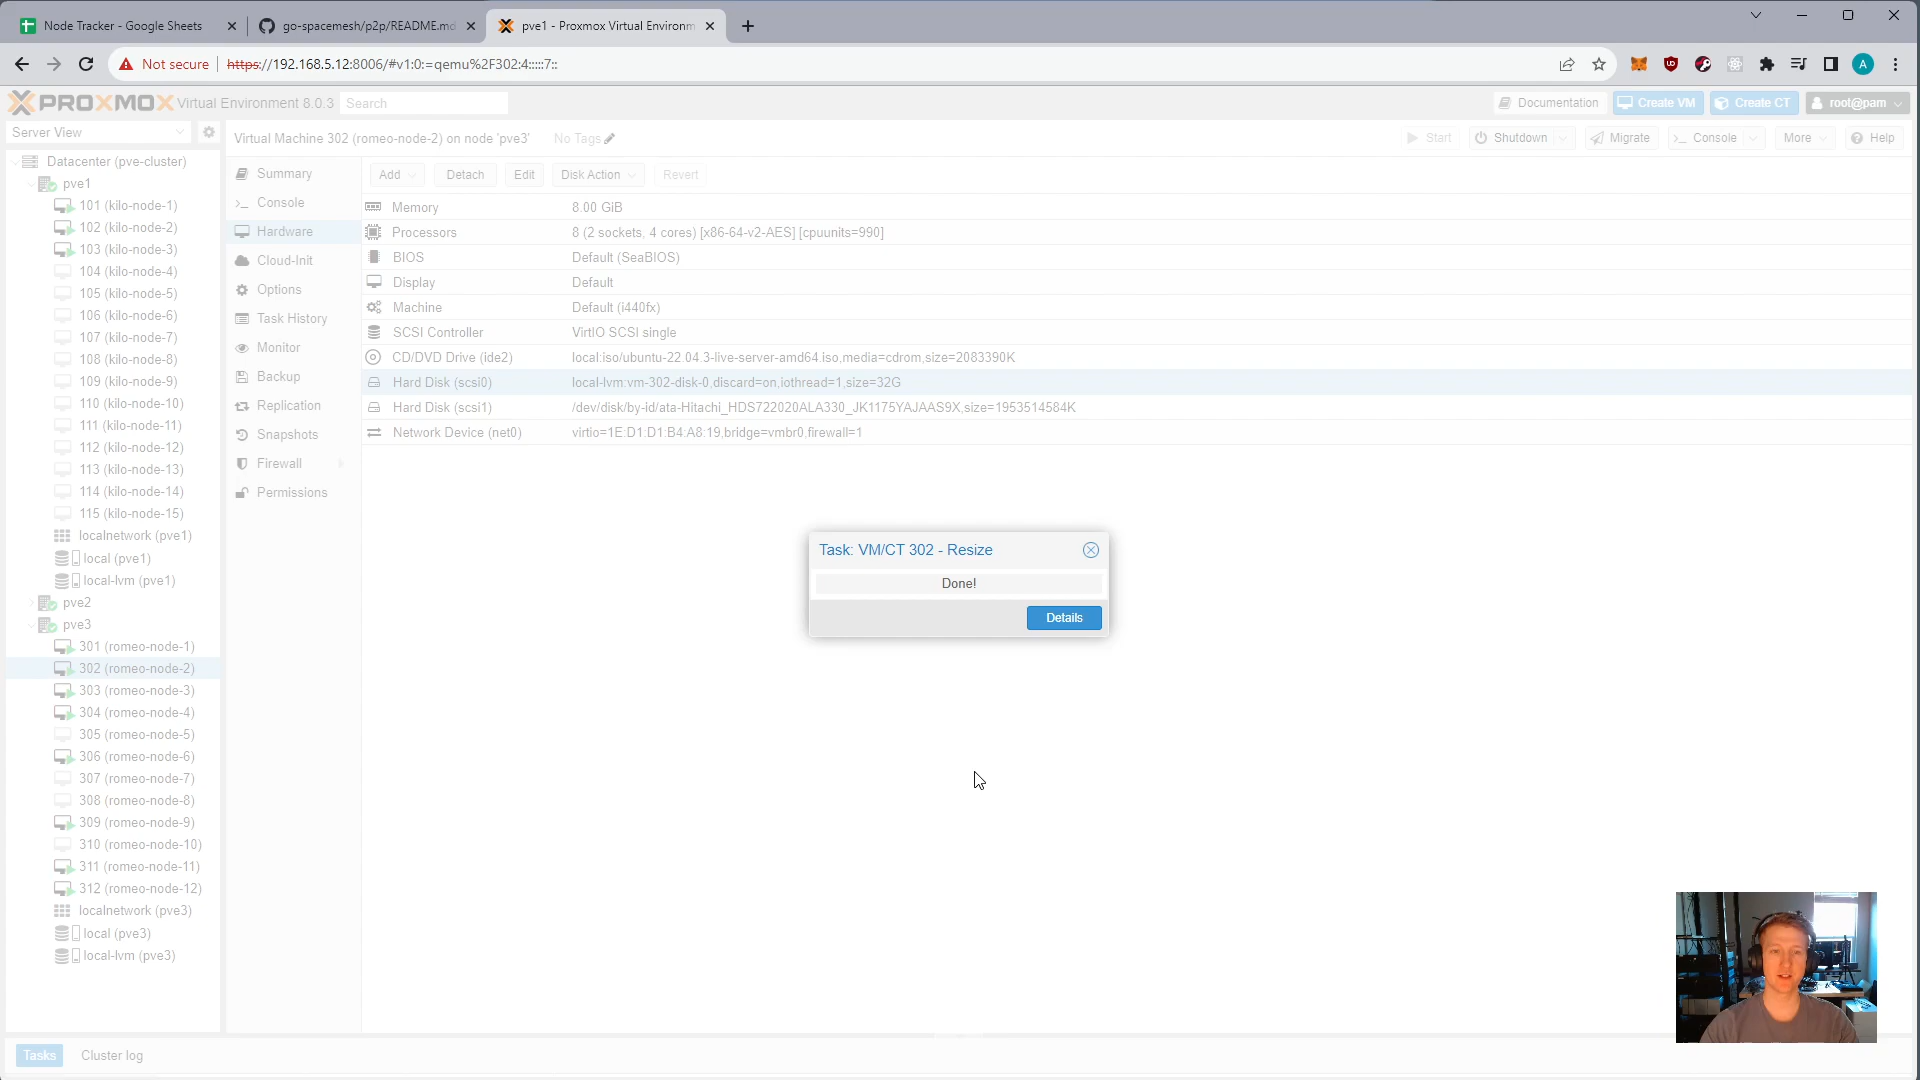 Node Tracker - Google Sheets
go-spacemesh/p2p/README.md
pve1 - Proxmox Virtual Environm
Not secure
https://192.168.5.12:8006/#v1:0:=qemu%2F302:4:::::7::
A
PROXMOX Virtual Environment 8.0.3
Search
Documentation
Create VM
Create CT
root@pam
Server View
Virtual Machine 302 (romeo-node-2) on node 'pve3'
No Tags
Start
Shutdown
Migrate
Console
More
Help
Datacenter (pve-cluster)
pve1
101 (kilo-node-1)
102 (kilo-node-2)
103 (kilo-node-3)
104 (kilo-node-4)
105 (kilo-node-5)
106 (kilo-node-6)
107 (kilo-node-7)
108 (kilo-node-8)
109 (kilo-node-9)
110 (kilo-node-10)
111 (kilo-node-11)
112 (kilo-node-12)
113 (kilo-node-13)
114 (kilo-node-14)
115 (kilo-node-15)
localnetwork (pve1)
local (pve1)
local-lvm (pve1)
pve2
pve3
301 (romeo-node-1)
302 (romeo-node-2)
303 (romeo-node-3)
304 (romeo-node-4)
305 (romeo-node-5)
306 (romeo-node-6)
307 (romeo-node-7)
308 (romeo-node-8)
309 (romeo-node-9)
310 (romeo-node-10)
311 (romeo-node-11)
312 (romeo-node-12)
localnetwork (pve3)
local (pve3)
local-lvm (pve3)
Summary
Console
Hardware
Cloud-Init
Options
Task History
Monitor
Backup
Replication
Snapshots
Firewall
Permissions
Add
Detach
Edit
Disk Action
Revert
Memory 8.00 GiB
Processors 8 (2 sockets, 4 cores) [x86-64-v2-AES] [cpuunits=990]
BIOS Default (SeaBIOS)
Display Default
Machine Default (i440fx)
SCSI Controller VirtIO SCSI single
CD/DVD Drive (ide2) local:iso/ubuntu-22.04.3-live-server-amd64.iso,media=cdrom,size=2083390K
Hard Disk (scsi0) local-lvm:vm-302-disk-0,discard=on,iothread=1,size=32G
Hard Disk (scsi1) /dev/disk/by-id/ata-Hitachi_HDS722020ALA330_JK1175YAJAAS9X,size=1953514584K
Network Device (net0) virtio=1E:D1:D1:B4:A8:19,bridge=vmbr0,firewall=1
Task: VM/CT 302 - Resize
Done!
Details
Tasks
Cluster log